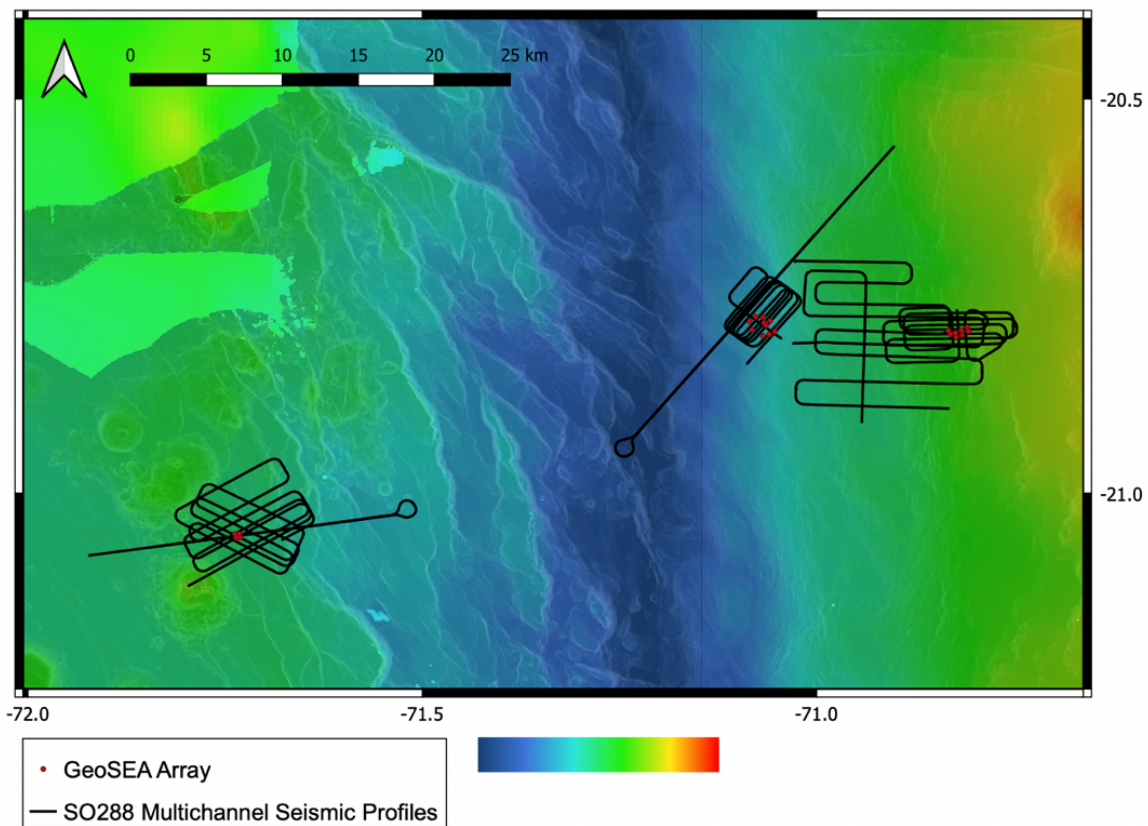 0 5 10 15 20 25 km
-20.5
-21.0
-72.0 -71.5 -71.0
GeoSEA Array
SO288 Multichannel Seismic Profiles